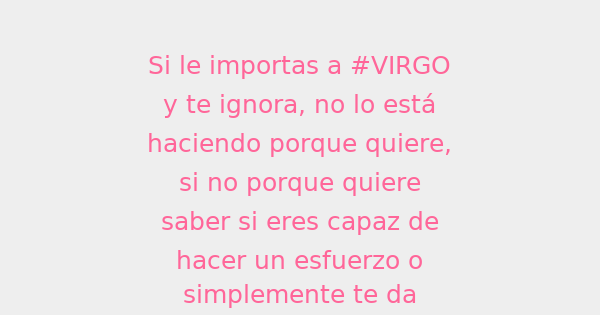 Si le importas a #VIRGO
y te ignora, no lo está
haciendo porque quiere,
si no porque quiere
saber si eres capaz de
hacer un esfuerzo o
simplemente te da